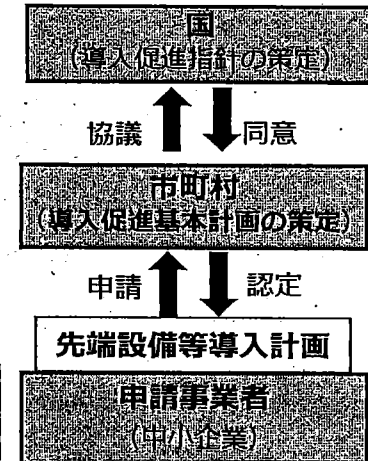 国
(導入促進指針の策定)
協議 同意
市町村
(導入促進基本計画の策定)
申請 認定
先端設備等導入計画
申請事業者
(中小企業)